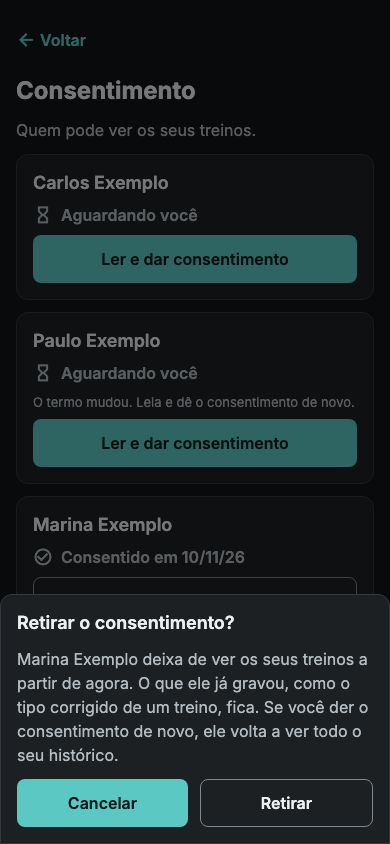 Voltar
Consentimento
Quem pode ver os seus treinos.
Carlos Exemplo
Aguardando você
Ler e dar consentimento
Paulo Exemplo
Aguardando você
O termo mudou. Leia e dê o consentimento de novo.
Ler e dar consentimento
Marina Exemplo
Consentido em 10/11/26
Retirar o consentimento?
Marina Exemplo deixa de ver os seus treinos a
partir de agora. O que ele já gravou, como o
tipo corrigido de um treino, fica. Se você der o
consentimento de novo, ele volta a ver todo o
seu histórico.
Cancelar
Retirar